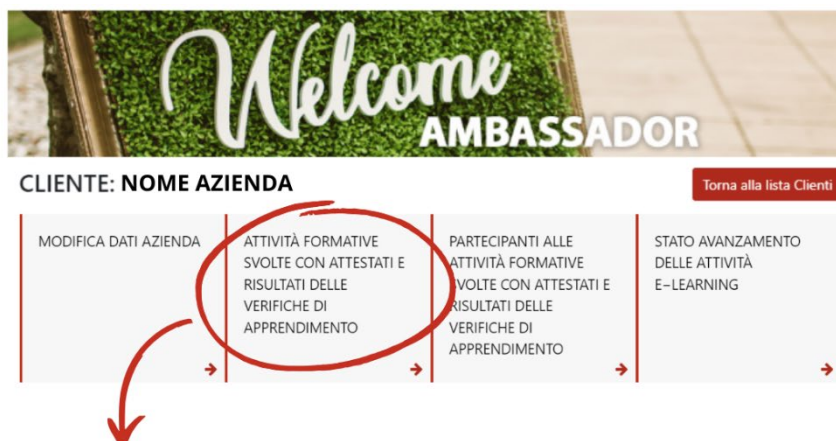 Welcome
AMBASSADOR
CLIENTE: NOME AZIENDA
Torna alla lista Clienti
MODIFICA DATI AZIENDA
ATTIVITÀ FORMATIVE
SVOLTE CON ATTESTATI E
RISULTATI DELLE
VERIFICHE DI
APPRENDIMENTO
PARTECIPANTI ALLE
ATTIVITÀ FORMATIVE
SVOLTE CON ATTESTATI E
RISULTATI DELLE
VERIFICHE DI
APPRENDIMENTO
STATO AVANZAMENTO
DELLE ATTIVITÀ
E-LEARNING